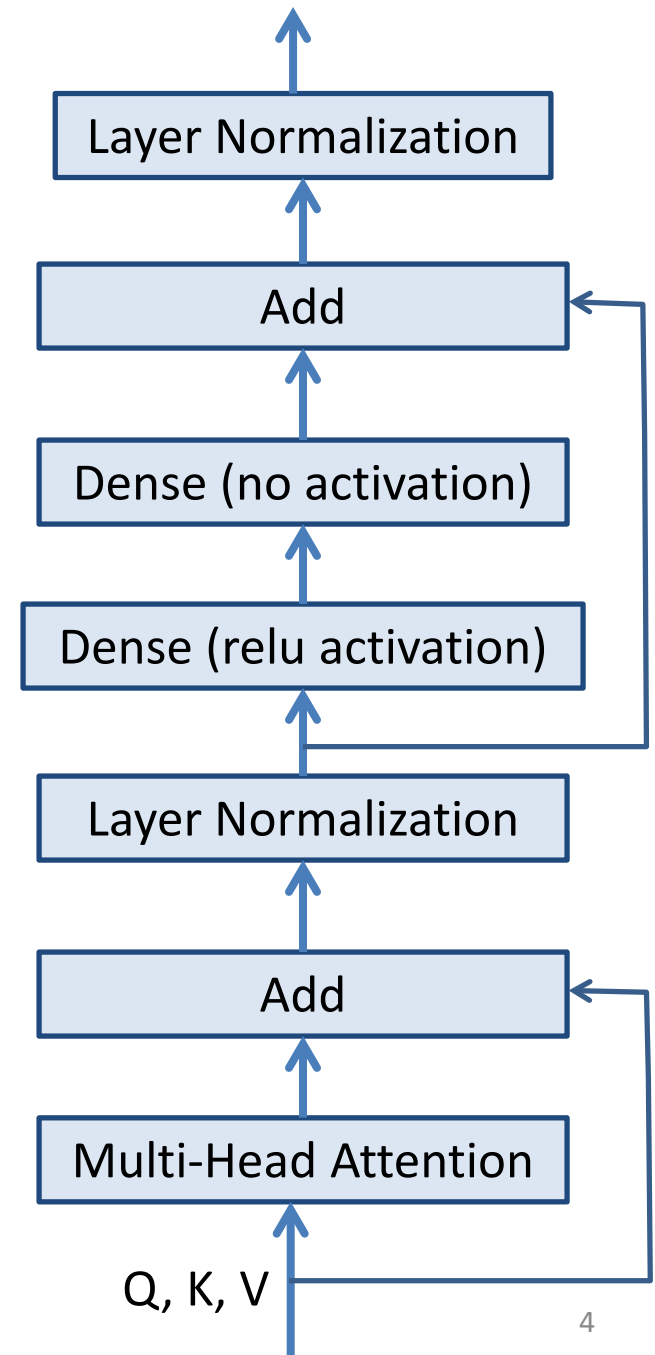 Layer Normalization
Add
Dense (no activation)
Dense (relu activation)
Layer Normalization
Add
Multi-Head Attention
Q, K, V
4